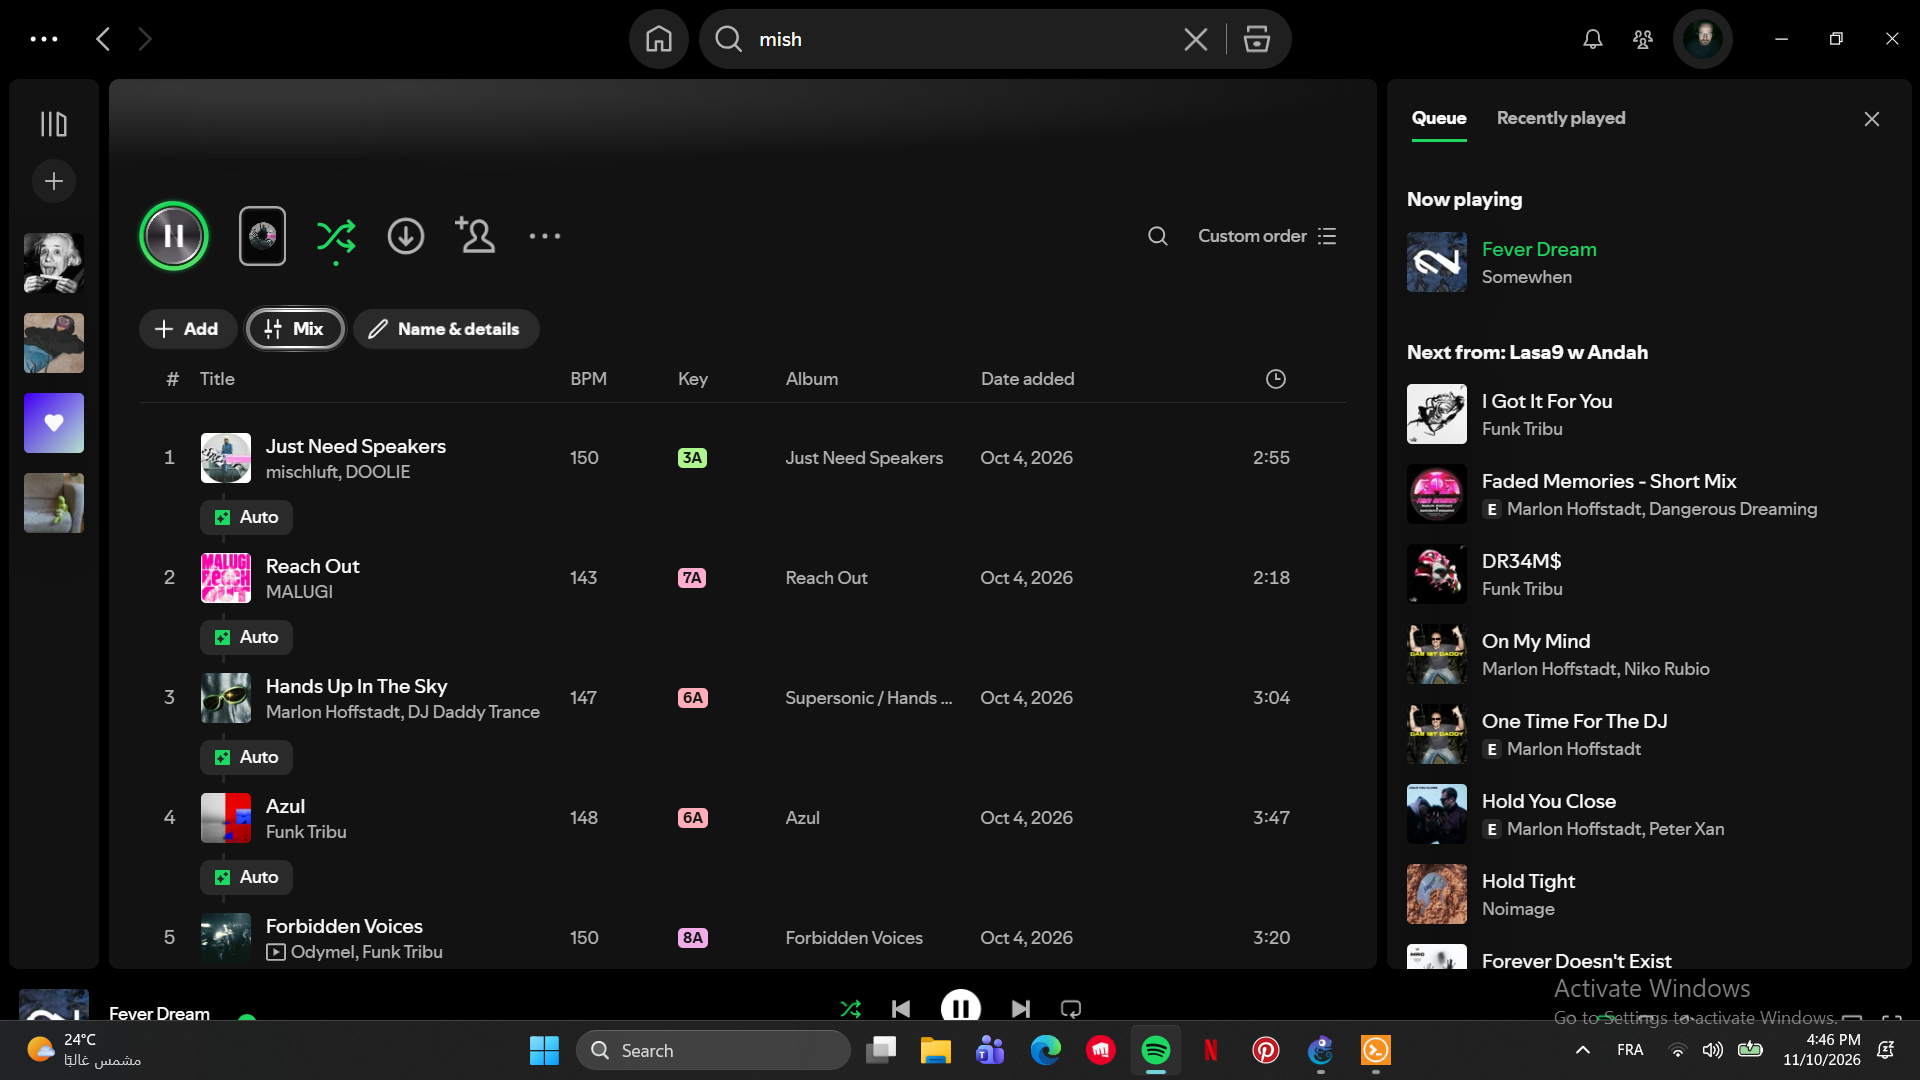 mish
Queue
Recently played
Now playing
Fever Dream
Somewhen
Custom order
Add
Mix
Name & details
# Title BPM Key Album Date added
1 Just Need Speakers 150 3A Just Need Speakers Oct 4, 2026 2:55
mischluft, DOOLIE
Auto
2 Reach Out 143 7A Reach Out Oct 4, 2026 2:18
MALUGI
Auto
3 Hands Up In The Sky 147 6A Supersonic / Hands ... Oct 4, 2026 3:04
Marlon Hoffstadt, DJ Daddy Trance
Auto
4 Azul 148 6A Azul Oct 4, 2026 3:47
Funk Tribu
Auto
5 Forbidden Voices 150 8A Forbidden Voices Oct 4, 2026 3:20
Odymel, Funk Tribu
Next from: Lasa9 w Andah
I Got It For You
Funk Tribu
Faded Memories - Short Mix
E Marlon Hoffstadt, Dangerous Dreaming
DR34M$
Funk Tribu
On My Mind
Marlon Hoffstadt, Niko Rubio
One Time For The DJ
E Marlon Hoffstadt
Hold You Close
E Marlon Hoffstadt, Peter Xan
Hold Tight
Noimage
Forever Doesn't Exist
Activate Windows
Go to Settings to activate Windows.
Fever Dream
24°C
مشمس غالبًا
Search
FRA
4:46 PM
11/10/2026